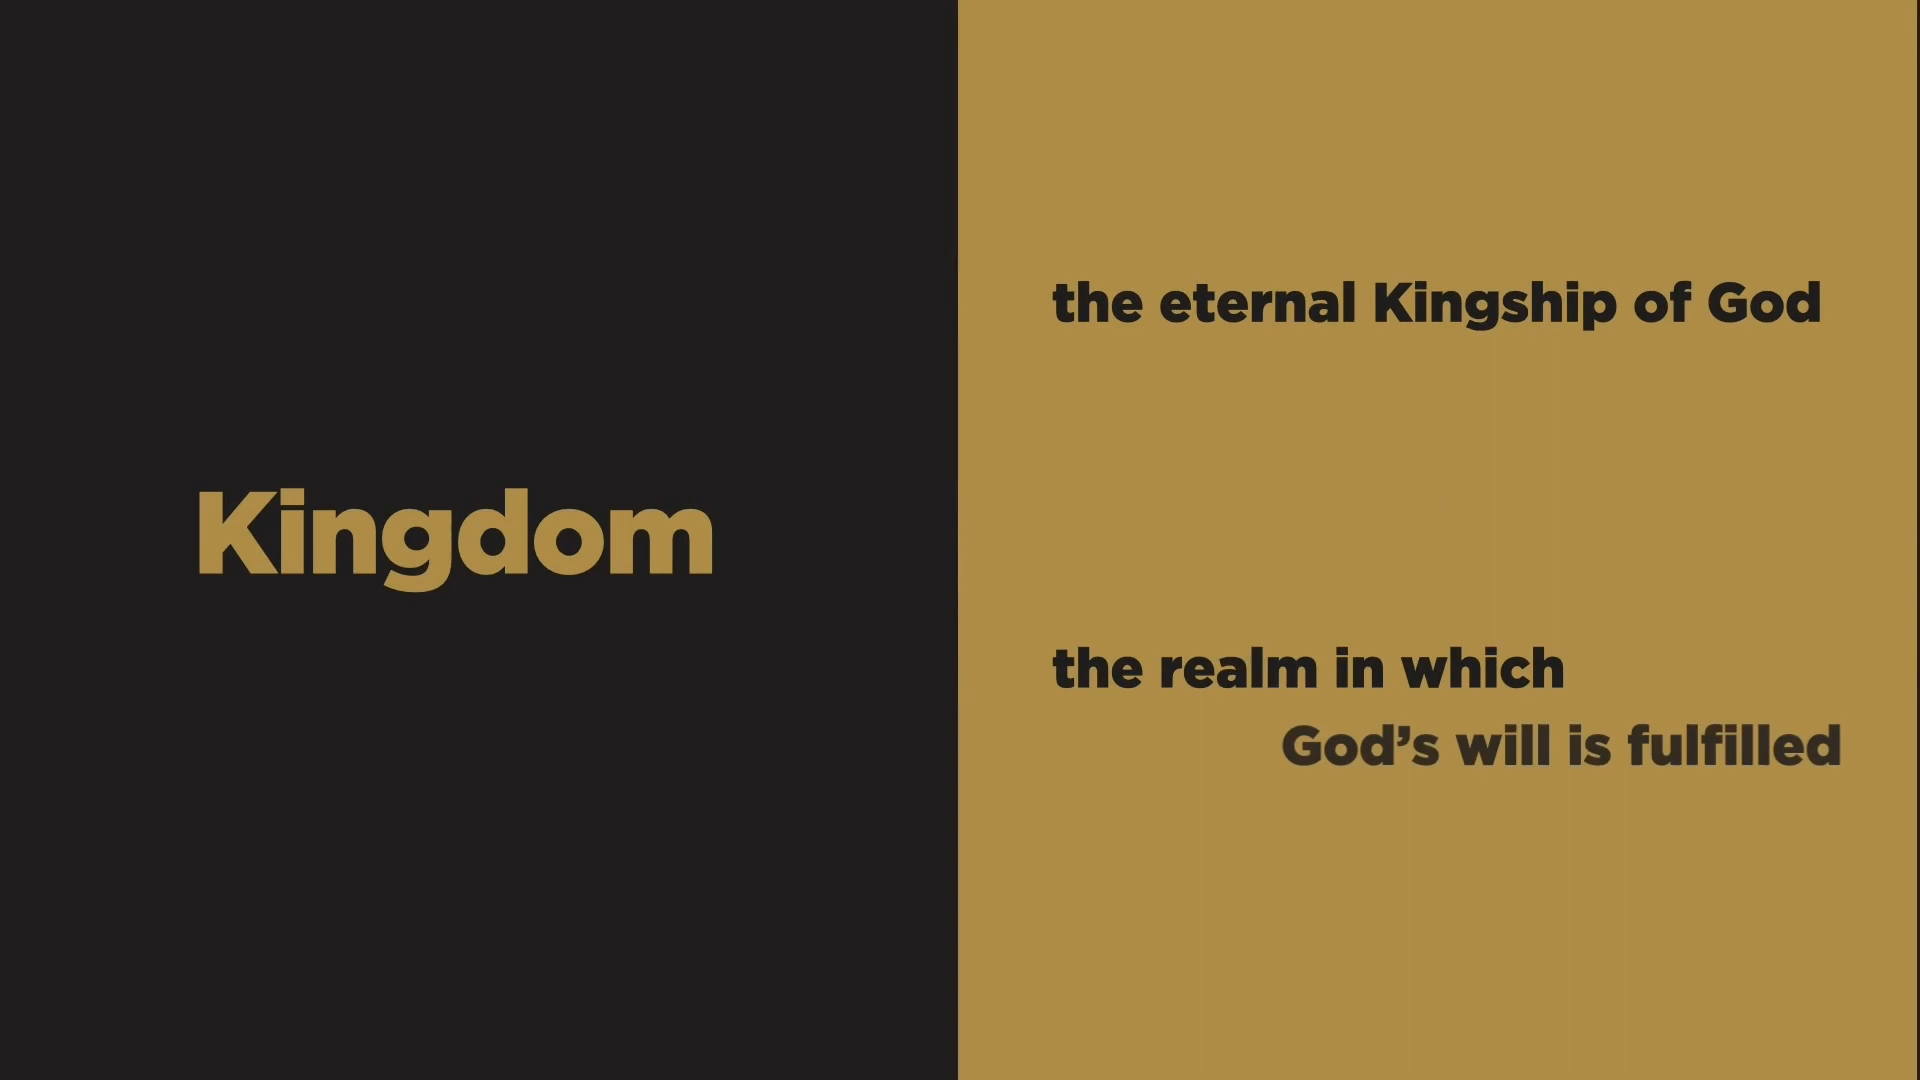 Kingdom
the eternal Kingship of God
the realm in which
God’s will is fulfilled